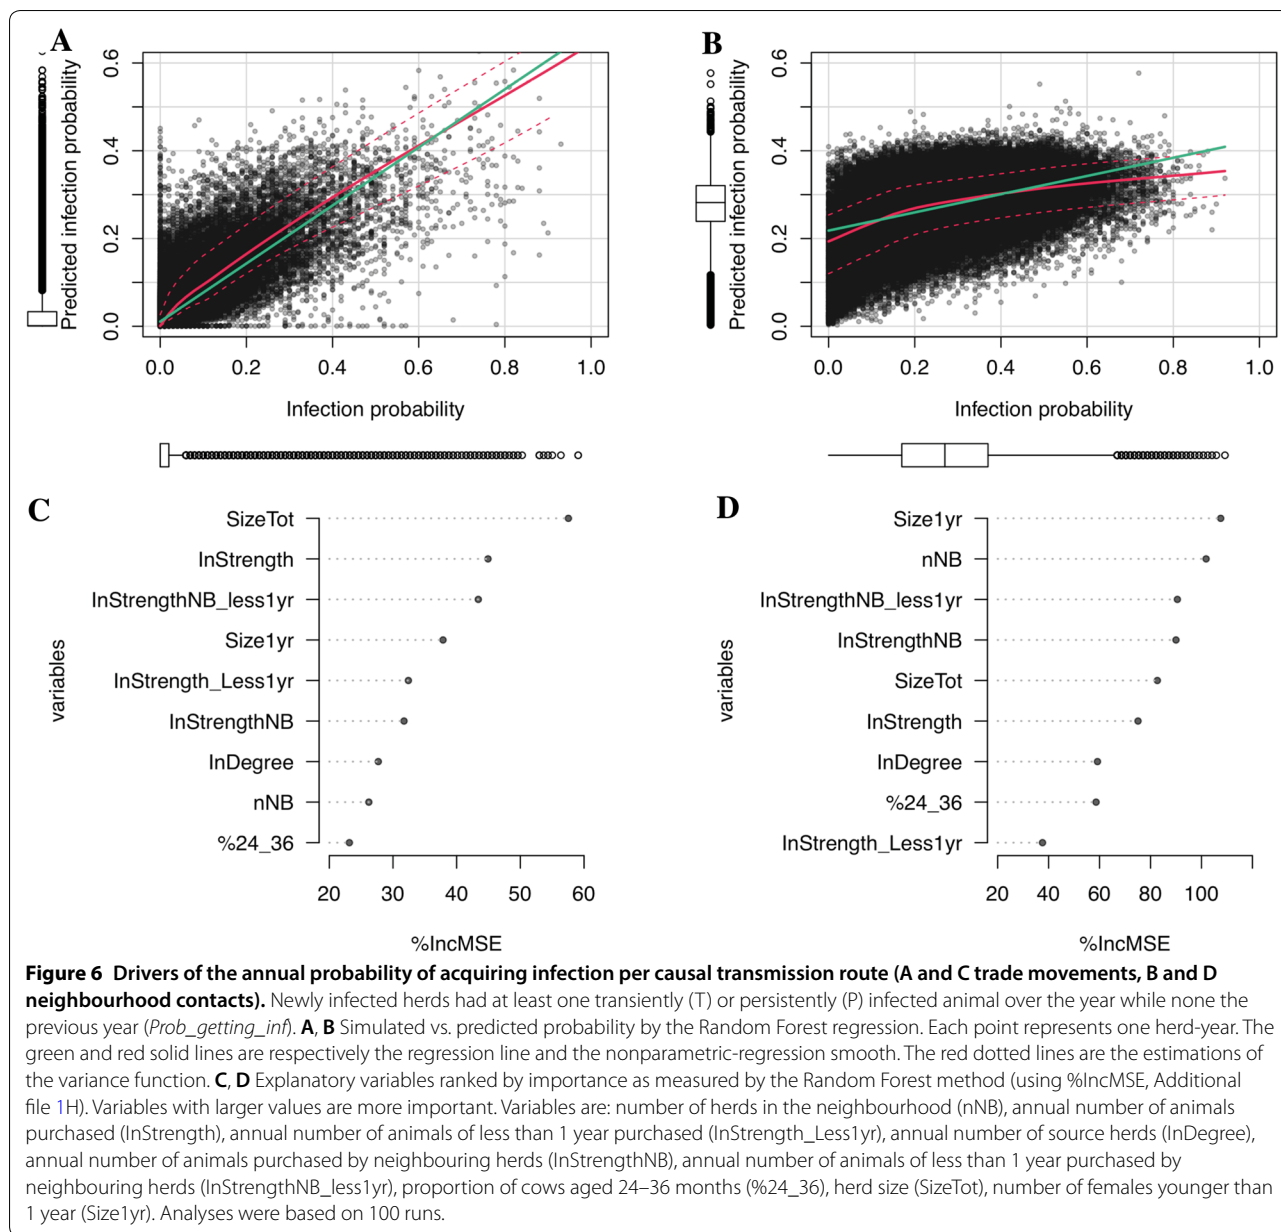 A
Predicted infection probability
0.6
0.4
0.2
0.0
0.0 0.2 0.4 0.6 0.8 1.0
Infection probability
B
Predicted infection probability
0.6
0.4
0.2
0.0
0.0 0.2 0.4 0.6 0.8 1.0
Infection probability
C
variables
SizeTot
InStrength
InStrengthNB_less1yr
Size1yr
InStrength_Less1yr
InStrengthNB
InDegree
nNB
%24_36
20 30 40 50 60
%IncMSE
D
variables
Size1yr
nNB
InStrengthNB_less1yr
InStrengthNB
SizeTot
InStrength
InDegree
%24_36
InStrength_Less1yr
20 40 60 80 100
%IncMSE
Figure 6 Drivers of the annual probability of acquiring infection per causal transmission route (A and C trade movements, B and D
neighbourhood contacts). Newly infected herds had at least one transiently (T) or persistently (P) infected animal over the year while none the
previous year (Prob_getting_inf). A, B Simulated vs. predicted probability by the Random Forest regression. Each point represents one herd-year. The
green and red solid lines are respectively the regression line and the nonparametric-regression smooth. The red dotted lines are the estimations of
the variance function. C, D Explanatory variables ranked by importance as measured by the Random Forest method (using %IncMSE, Additional
file 1H). Variables with larger values are more important. Variables are: number of herds in the neighbourhood (nNB), annual number of animals
purchased (InStrength), annual number of animals of less than 1 year purchased (InStrength_Less1yr), annual number of source herds (InDegree),
annual number of animals purchased by neighbouring herds (InStrengthNB), annual number of animals of less than 1 year purchased by
neighbouring herds (InStrengthNB_less1yr), proportion of cows aged 24–36 months (%24_36), herd size (SizeTot), number of females younger than
1 year (Size1yr). Analyses were based on 100 runs.